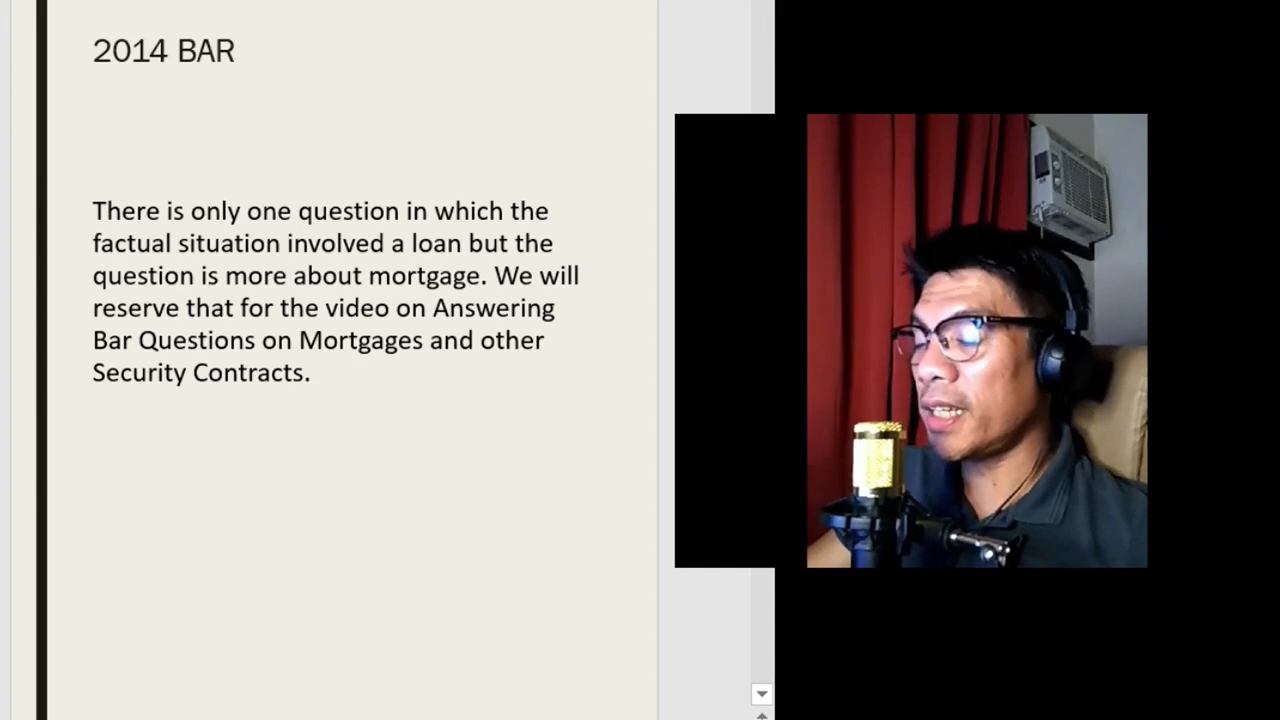 2014 BAR
There is only one question in which the
factual situation involved a loan but the
question is more about mortgage. We will
reserve that for the video on Answering
Bar Questions on Mortgages and other
Security Contracts.